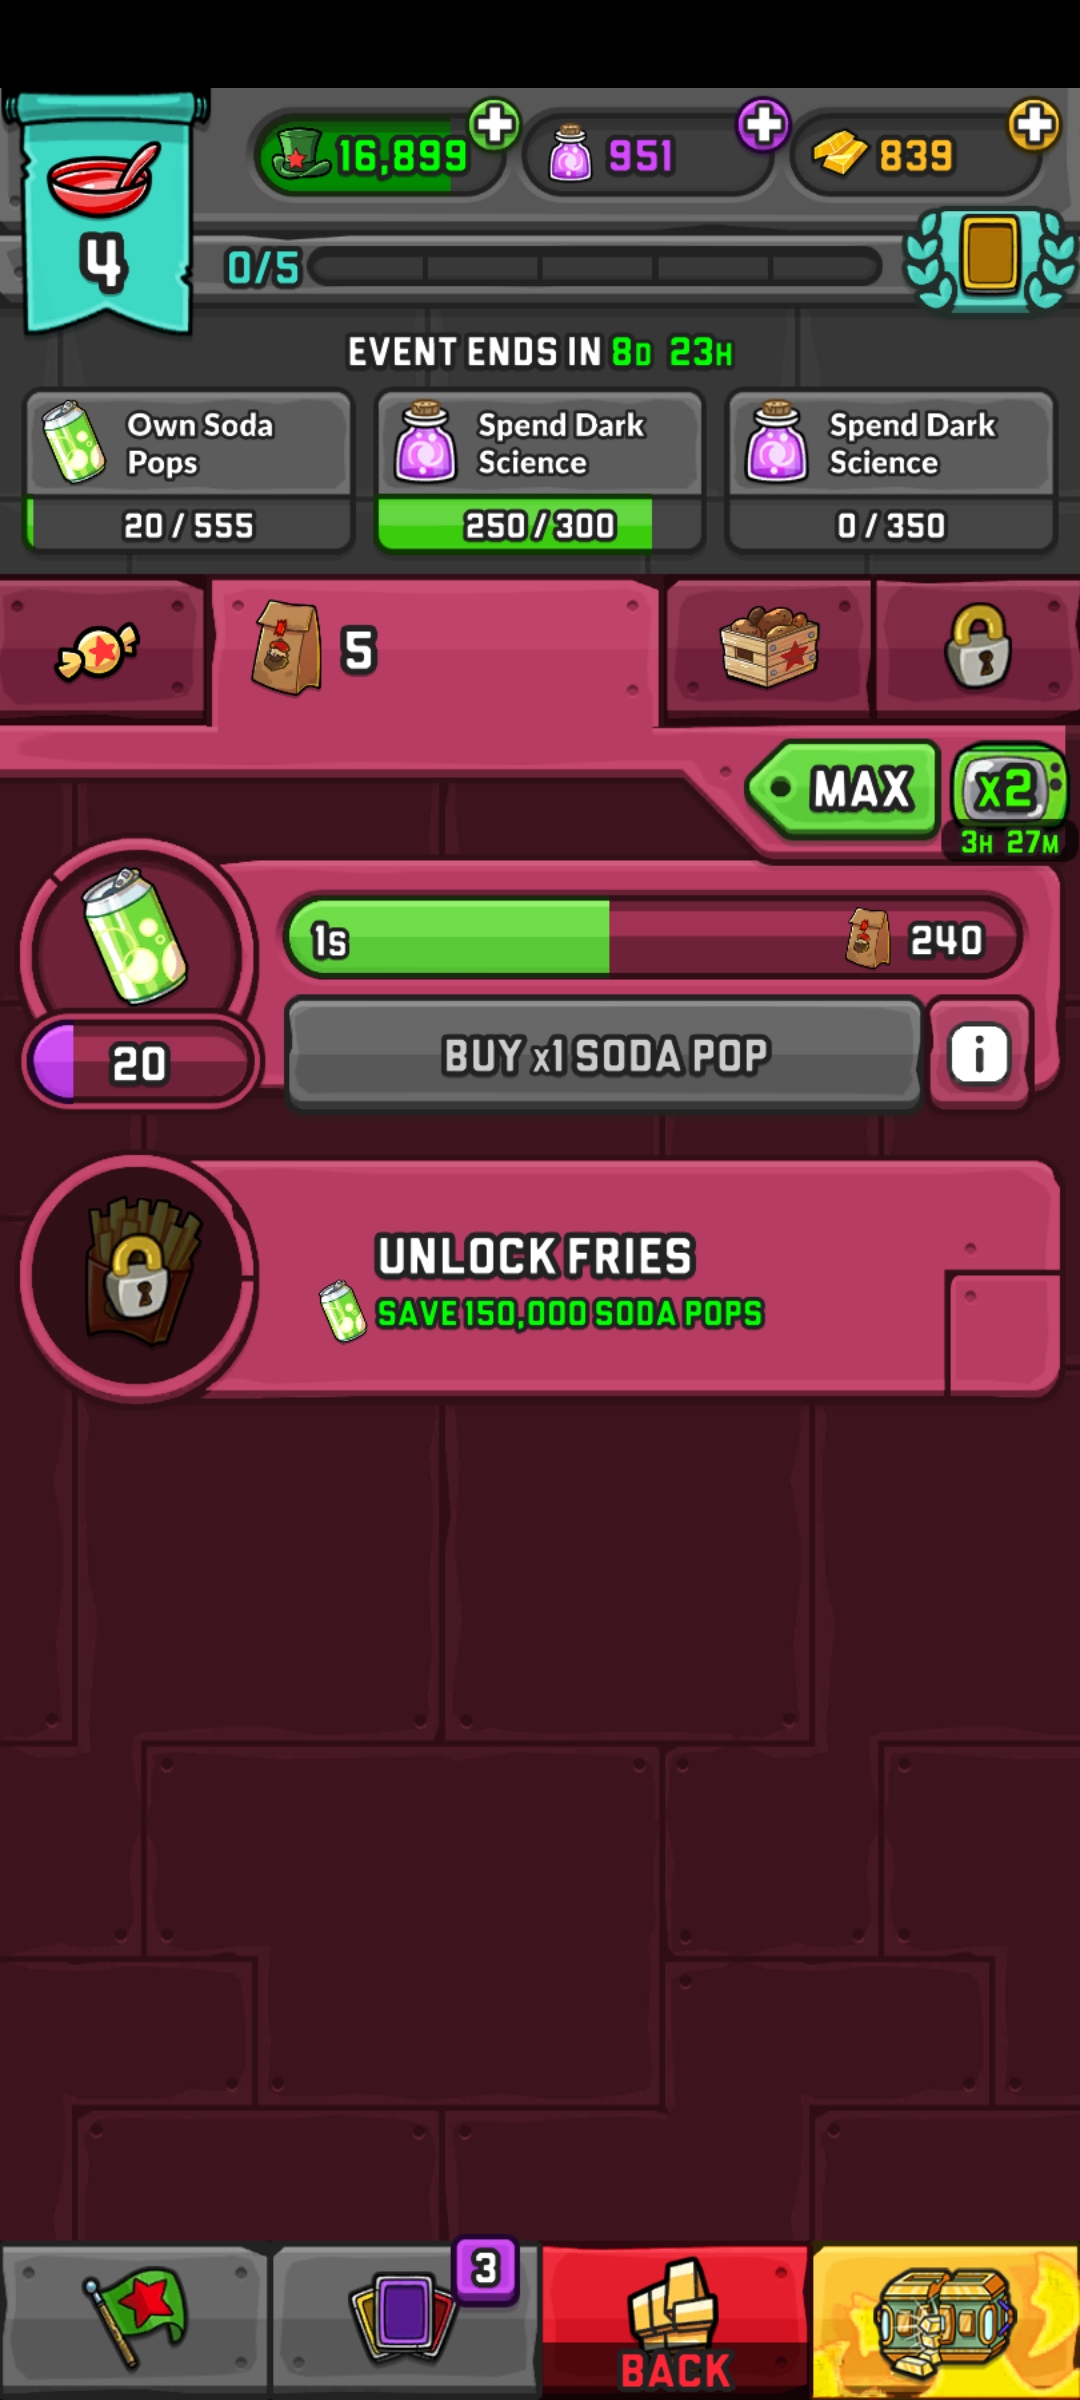 16,899
951
839
4
0/5
EVENT ENDS IN 8D 23H
Own Soda
Pops
20 / 555
Spend Dark
Science
250 / 300
Spend Dark
Science
0 / 350
5
MAX
x2
3H 27M
1s
240
20
BUY x1 SODA POP
i
UNLOCK FRIES
SAVE 150,000 SODA POPS
3
BACK